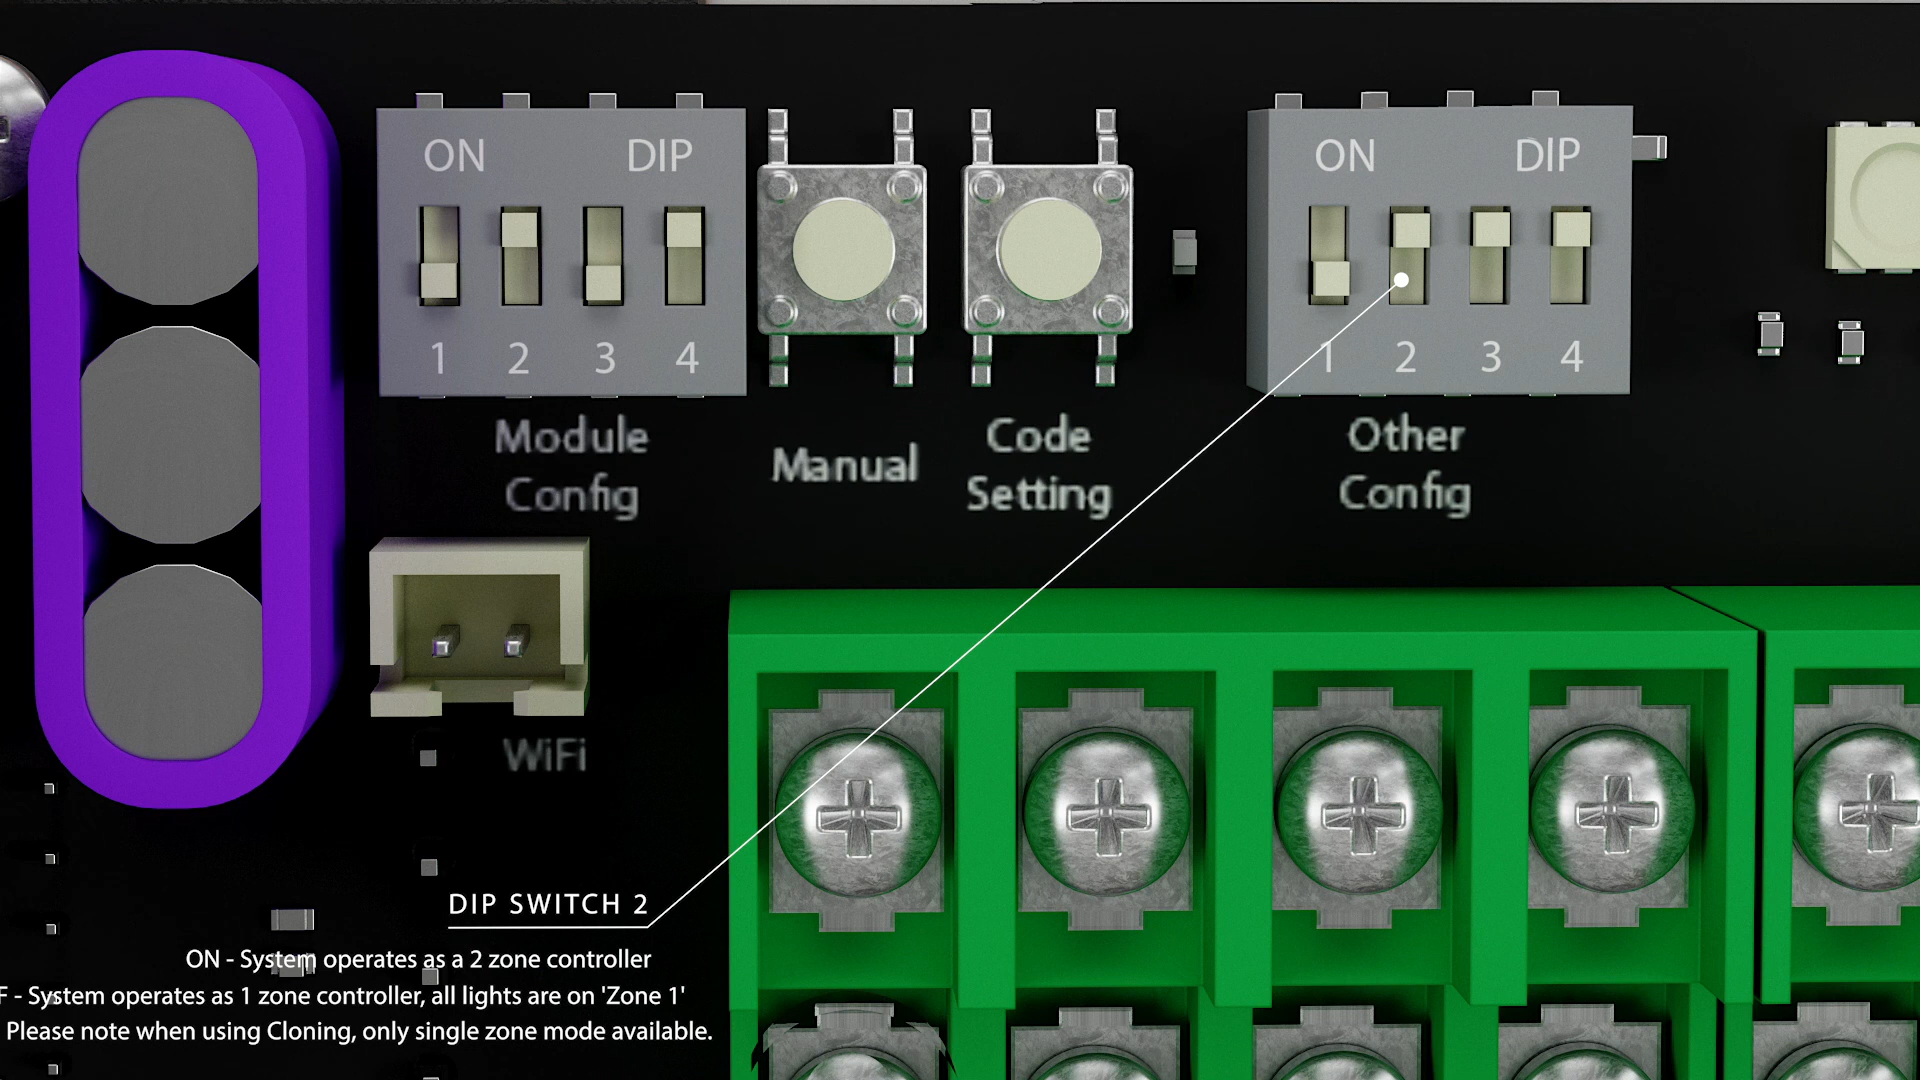 ON DIP
1 2 3 4
Module
Config
Manual
Code
Setting
ON DIP
1 2 3 4
Other
Config
WiFi
DIP SWITCH 2
ON - System operates as a 2 zone controller
F - System operates as 1 zone controller, all lights are on 'Zone 1'
Please note when using Cloning, only single zone mode available.